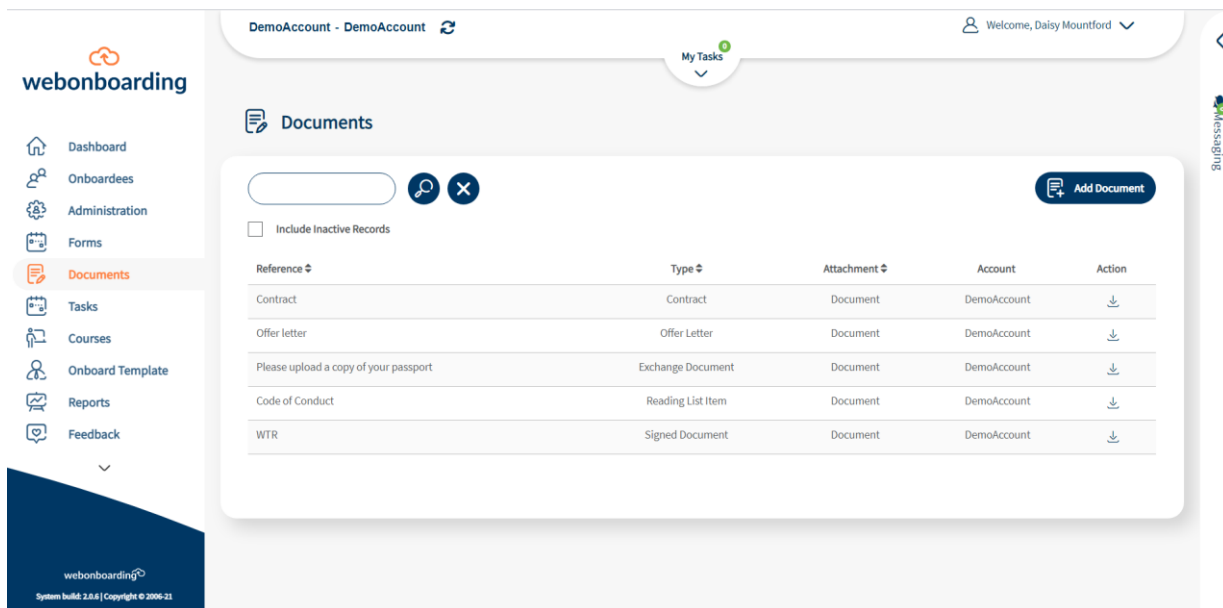 DemoAccount - DemoAccount
Welcome, Daisy Mountford
My Tasks
0
webonboarding
Messaging
Documents
Dashboard
Onboardees
Administration
Forms
Documents
Tasks
Courses
Onboard Template
Reports
Feedback
Add Document
Include Inactive Records
Reference Type Attachment Account Action
Contract Contract Document DemoAccount
Offer letter Offer Letter Document DemoAccount
Please upload a copy of your passport Exchange Document Document DemoAccount
Code of Conduct Reading List Item Document DemoAccount
WTR Signed Document Document DemoAccount
webonboarding
System build: 2.0.6 | Copyright © 2006-21